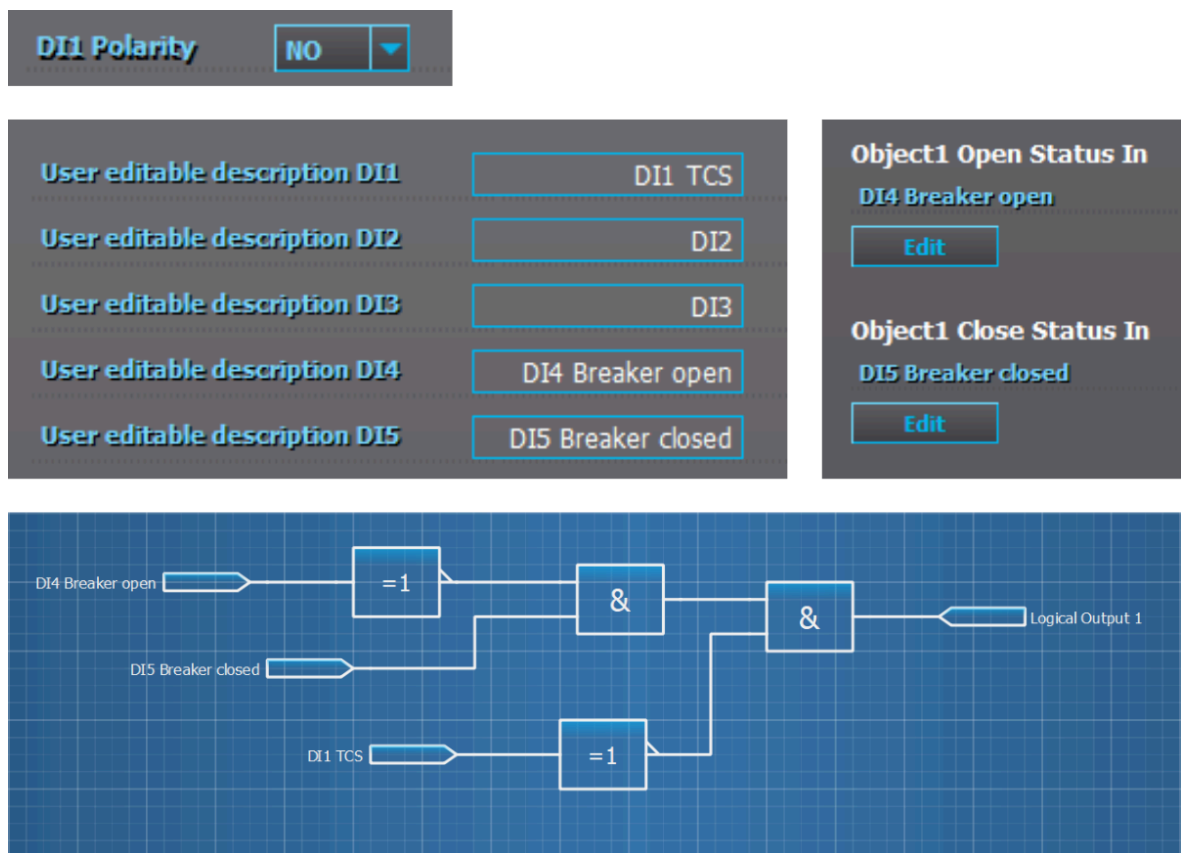 DI1 Polarity NO
User editable description DI1 DI1 TCS
User editable description DI2 DI2
User editable description DI3 DI3
User editable description DI4 DI4 Breaker open
User editable description DI5 DI5 Breaker closed
Object1 Open Status In
DI4 Breaker open
Edit
Object1 Close Status In
DI5 Breaker closed
Edit
DI4 Breaker open
=1
&
&
Logical Output 1
DI5 Breaker closed
DI1 TCS
=1